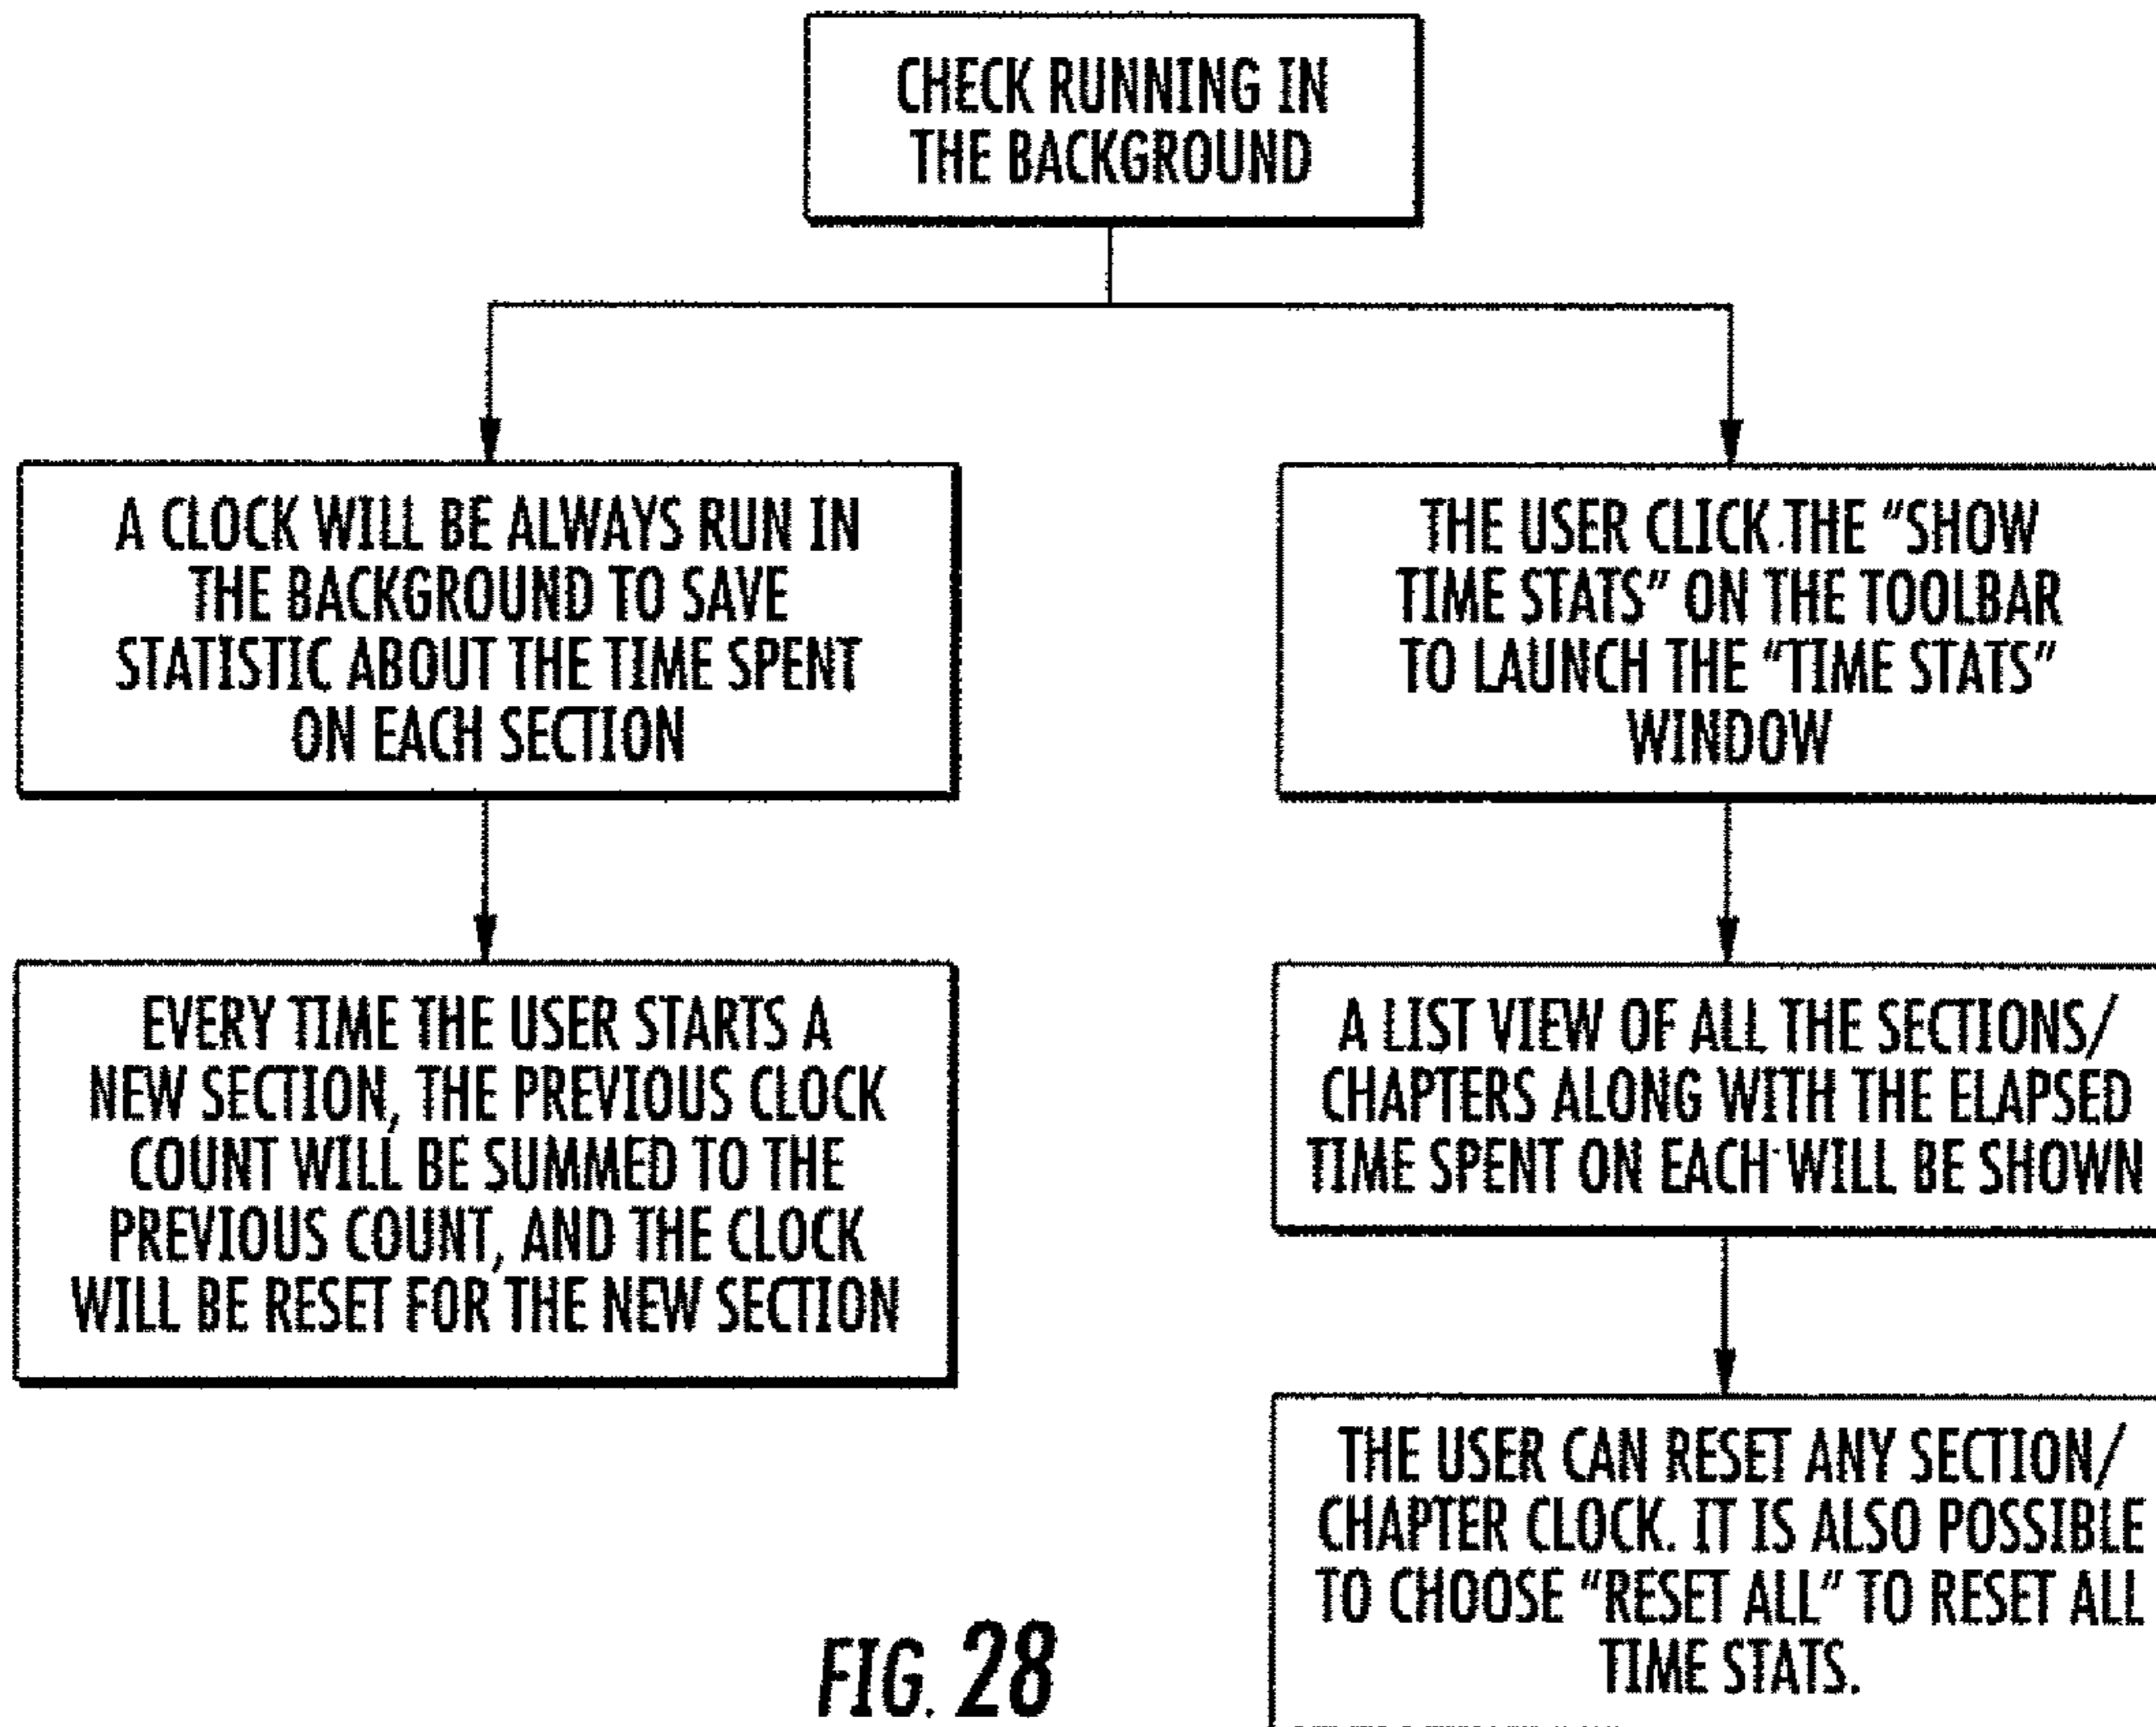 CHECK RUNNING IN
THE BACKGROUND
A CLOCK WILL BE ALWAYS RUN IN
THE BACKGROUND TO SAVE
STATISTIC ABOUT THE TIME SPENT
ON EACH SECTION
EVERY TIME THE USER STARTS A
NEW SECTION, THE PREVIOUS CLOCK
COUNT WILL BE SUMMED TO THE
PREVIOUS COUNT, AND THE CLOCK
WILL BE RESET FOR THE NEW SECTION
THE USER CLICK THE “SHOW
TIME STATS” ON THE TOOLBAR
TO LAUNCH THE “TIME STATS”
WINDOW
A LIST VIEW OF ALL THE SECTIONS/
CHAPTERS ALONG WITH THE ELAPSED
TIME SPENT ON EACH WILL BE SHOWN
THE USER CAN RESET ANY SECTION/
CHAPTER CLOCK. IT IS ALSO POSSIBLE
TO CHOOSE “RESET ALL” TO RESET ALL
TIME STATS.
FIG. 28